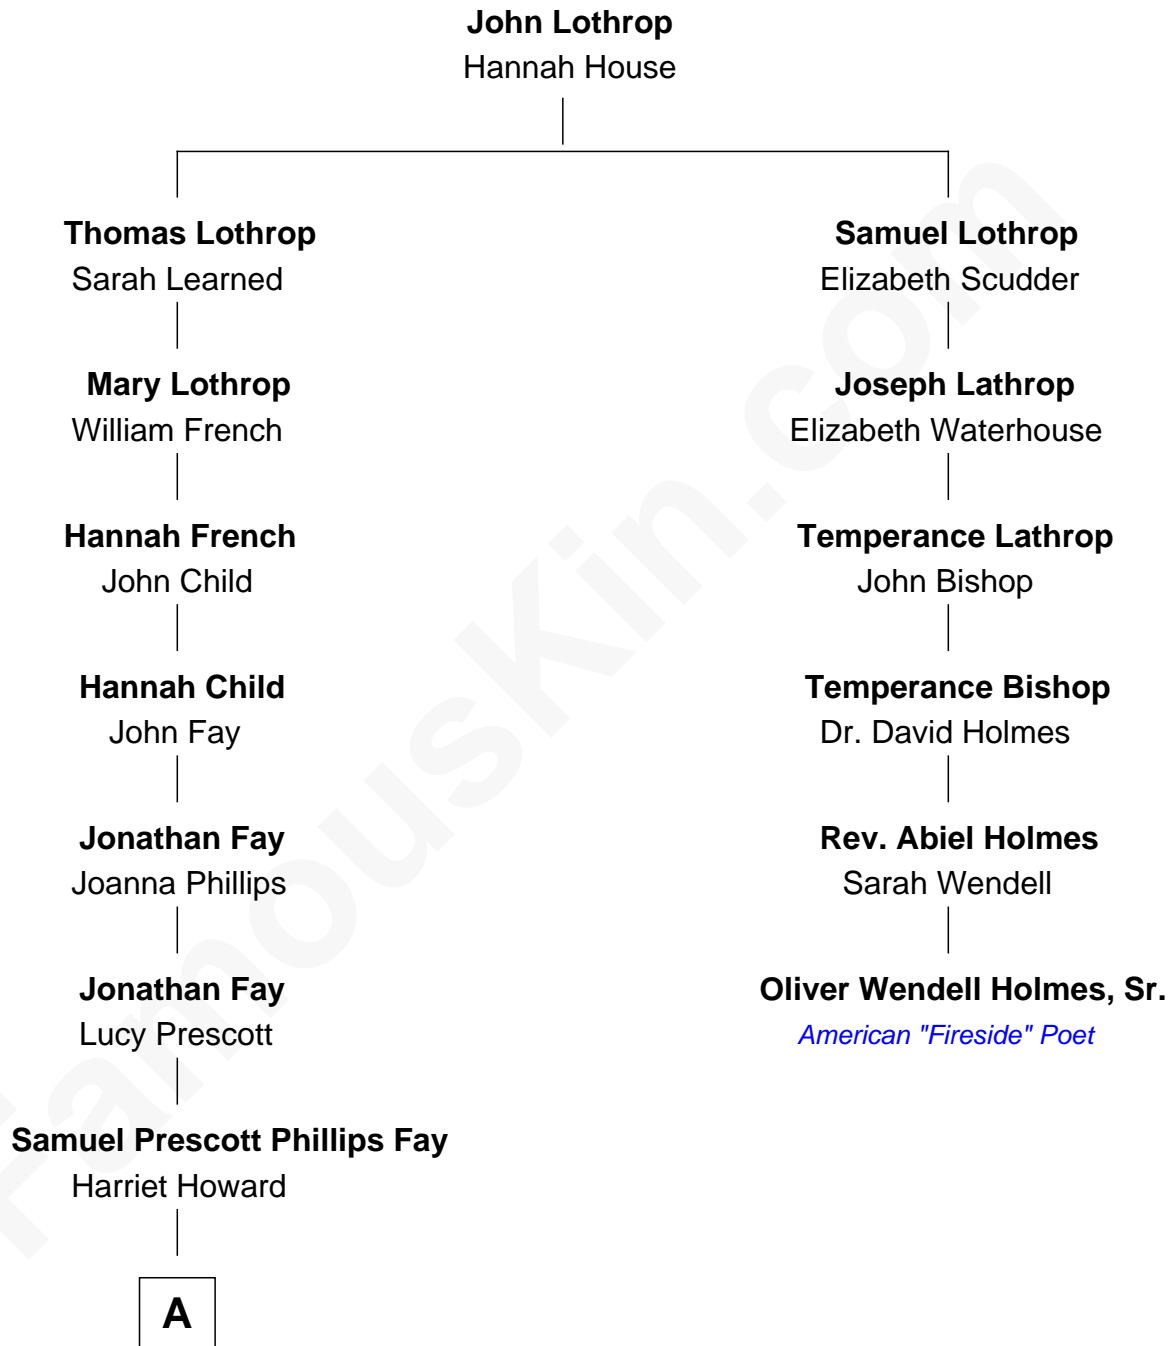 John Lothrop
Hannah House
Thomas Lothrop
Sarah Learned
Samuel Lothrop
Elizabeth Scudder
Mary Lothrop
William French
Joseph Lathrop
Elizabeth Waterhouse
Hannah French
John Child
Temperance Lathrop
John Bishop
Hannah Child
John Fay
Temperance Bishop
Dr. David Holmes
Jonathan Fay
Joanna Phillips
Rev. Abiel Holmes
Sarah Wendell
Jonathan Fay
Lucy Prescott
Oliver Wendell Holmes, Sr.
American "Fireside" Poet
Samuel Prescott Phillips Fay
Harriet Howard
A
FamousKin.com